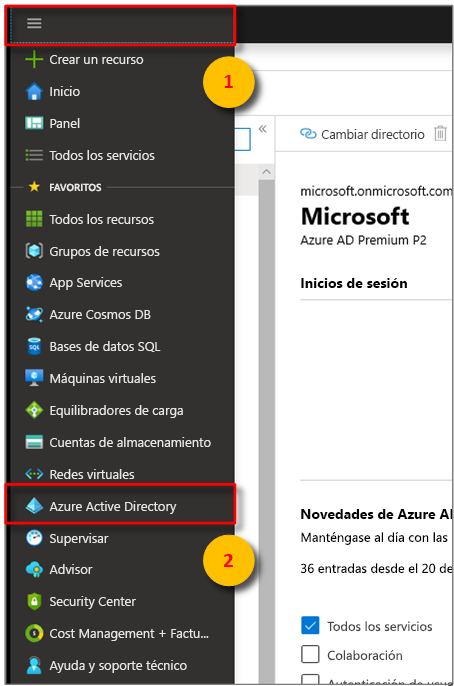 Crear un recurso
Inicio
Panel
Todos los servicios
FAVORITOS
Todos los recursos
Grupos de recursos
App Services
Azure Cosmos DB
SQL
Bases de datos SQL
Máquinas virtuales
Equilibradores de carga
Cuentas de almacenamiento
Redes virtuales
Azure Active Directory
Supervisar
Advisor
Security Center
Cost Management + Factu...
Ayuda y soporte técnico
1
2
«
Cambiar directorio
microsoft.onmicrosoft.com
Microsoft
Azure AD Premium P2
Inicios de sesión
Novedades de Azure A
Manténgase al día con las
36 entradas desde el 20 de
Todos los servicios
Colaboración